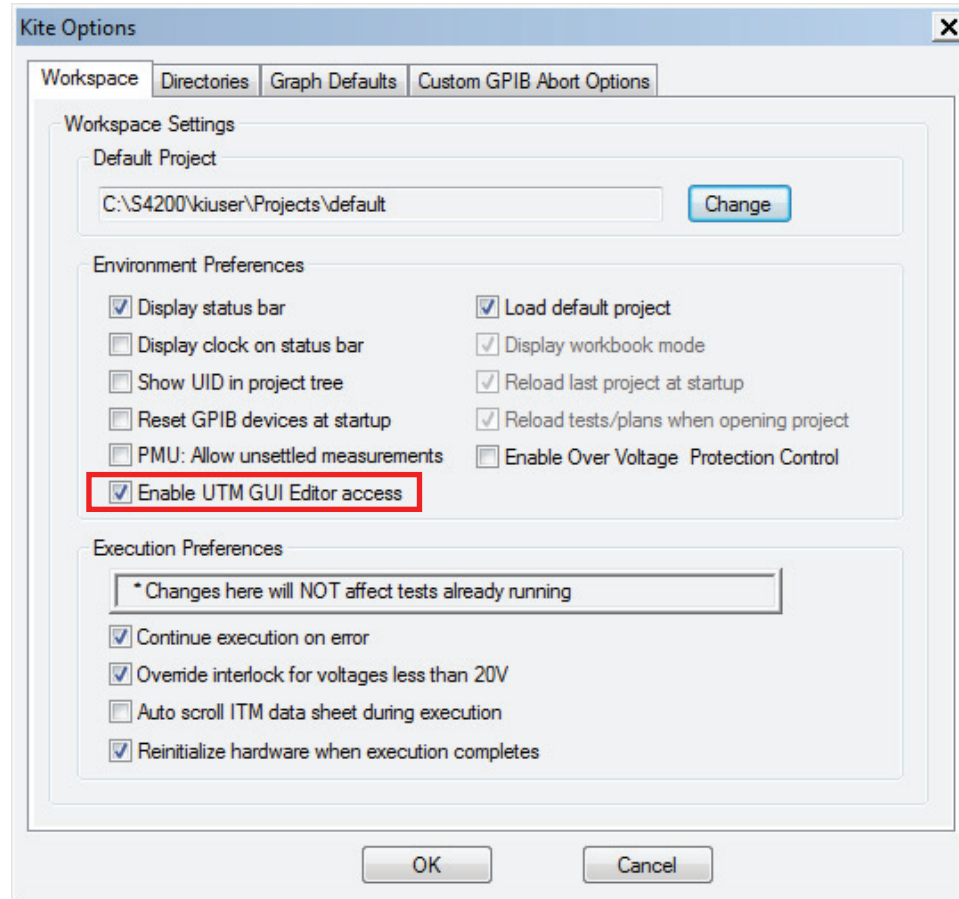 Kite Options
Workspace Directories Graph Defaults Custom GPIB Abort Options
Workspace Settings
Default Project
C:\S4200\kiuser\Projects\default Change
Environment Preferences
Display status bar Load default project
Display clock on status bar Display workbook mode
Show UID in project tree Reload last project at startup
Reset GPIB devices at startup Reload tests/plans when opening project
PMU: Allow unsettled measurements Enable Over Voltage Protection Control
Enable UTM GUI Editor access
Execution Preferences
* Changes here will NOT affect tests already running
Continue execution on error
Override interlock for voltages less than 20V
Auto scroll ITM data sheet during execution
Reinitialize hardware when execution completes
OK Cancel